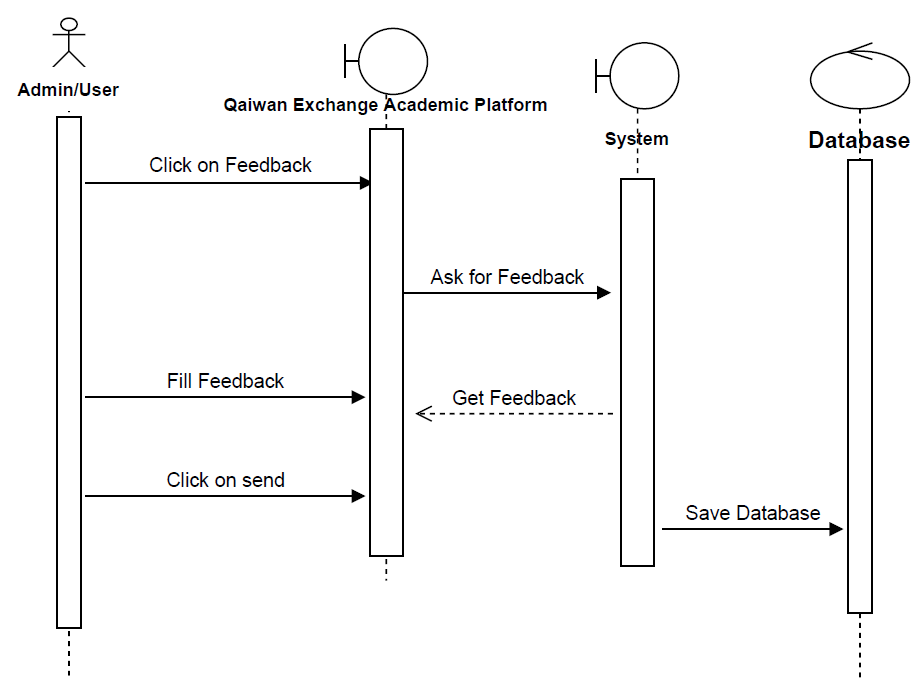 Admin/User
Qaiwan Exchange Academic Platform
System
Database
Click on Feedback
Ask for Feedback
Fill Feedback
Get Feedback
Click on send
Save Database